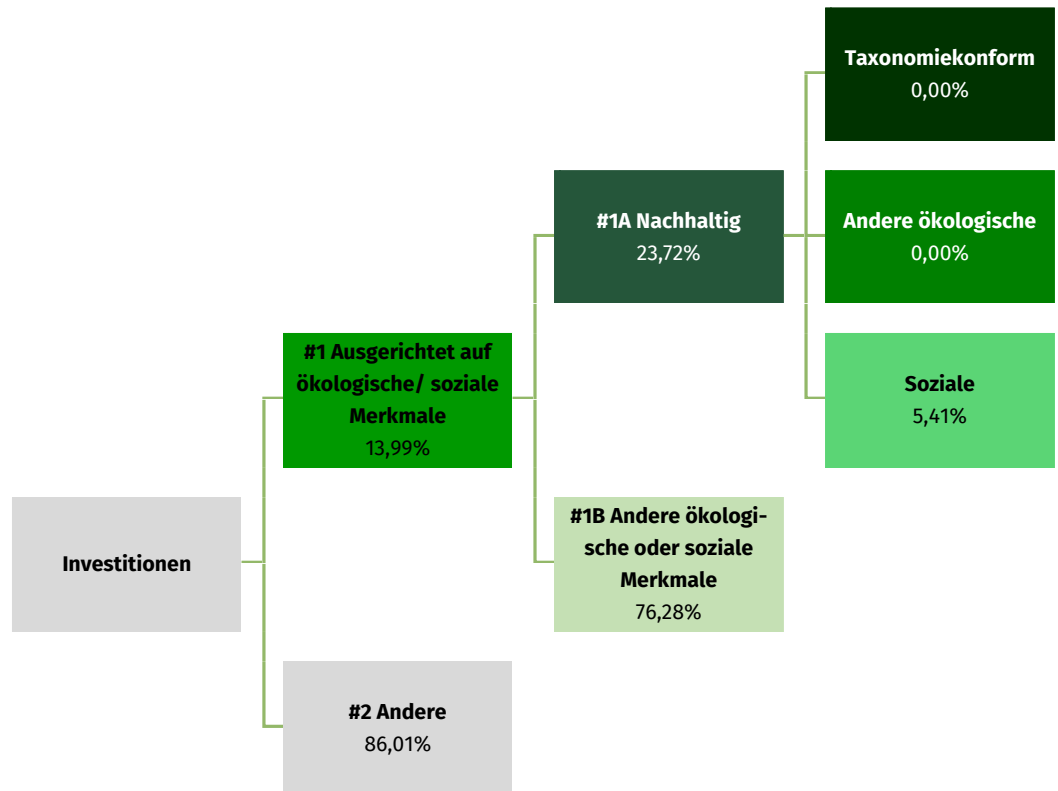 Taxonomiekonform
0,00%
#1A Nachhaltig
23,72%
Andere ökologische
0,00%
#1 Ausgerichtet auf
ökologische/ soziale
Merkmale
13,99%
Soziale
5,41%
Investitionen
#1B Andere ökologi-
sche oder soziale
Merkmale
76,28%
#2 Andere
86,01%